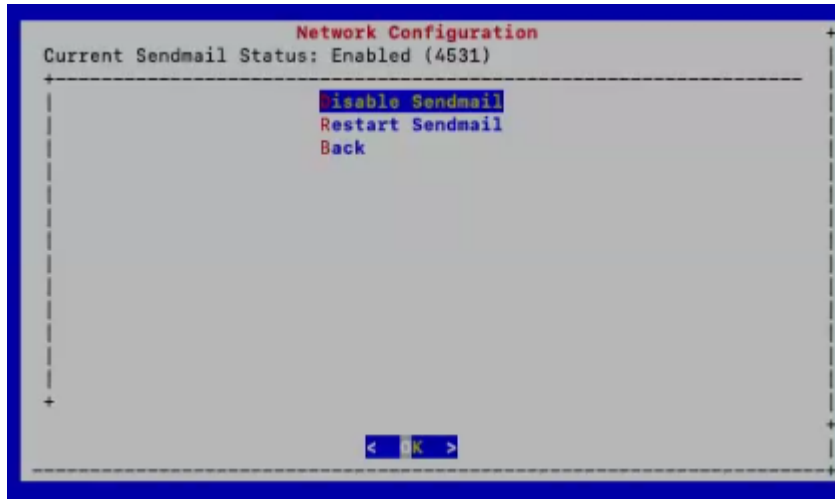 Network Configuration
Current Sendmail Status: Enabled (4531)
Disable Sendmail
Restart Sendmail
Back
< OK >